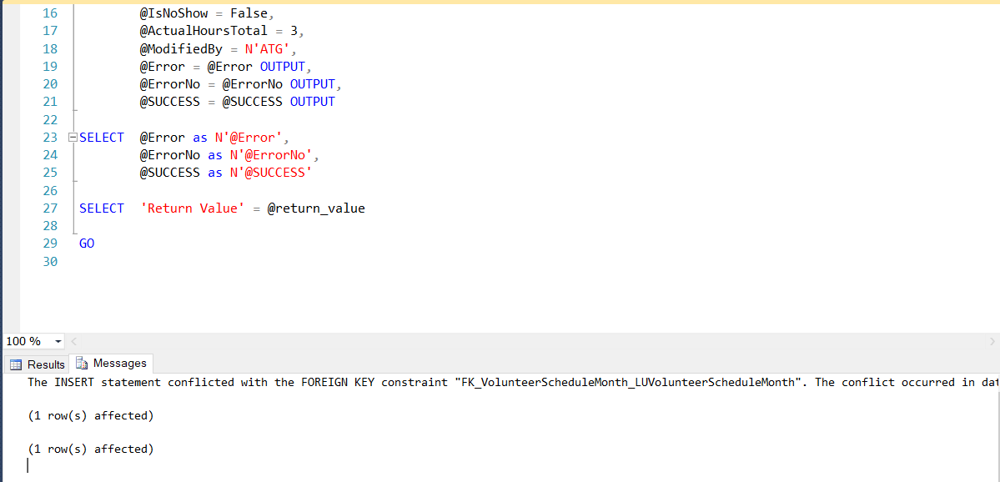 16 @IsNoShow = False,
17 @ActualHoursTotal = 3,
18 @ModifiedBy = N'ATG',
19 @Error = @Error OUTPUT,
20 @ErrorNo = @ErrorNo OUTPUT,
21 @SUCCESS = @SUCCESS OUTPUT
22
23 SELECT @Error as N'@Error',
24 @ErrorNo as N'@ErrorNo',
25 @SUCCESS as N'@SUCCESS'
26
27 SELECT 'Return Value' = @return_value
28
29 GO
30
100 %
Results Messages
The INSERT statement conflicted with the FOREIGN KEY constraint "FK_VolunteerScheduleMonth_LUVolunteerScheduleMonth". The conflict occurred in dat
(1 row(s) affected)
(1 row(s) affected)